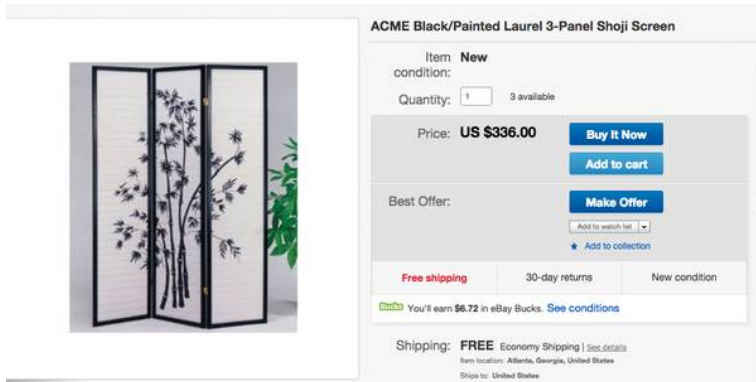 ACME Black/Painted Laurel 3-Panel Shoji Screen
Item condition: New
Quantity: 1 3 available
Price: US $336.00 Buy It Now
Add to cart
Best Offer: Make Offer
Add to watch list
Add to collection
Free shipping 30-day returns New condition
Bucks You'll earn $6.72 in eBay Bucks. See conditions
Shipping: FREE Economy Shipping | See details
Item location: Atlanta, Georgia, United States
Ships to: United States